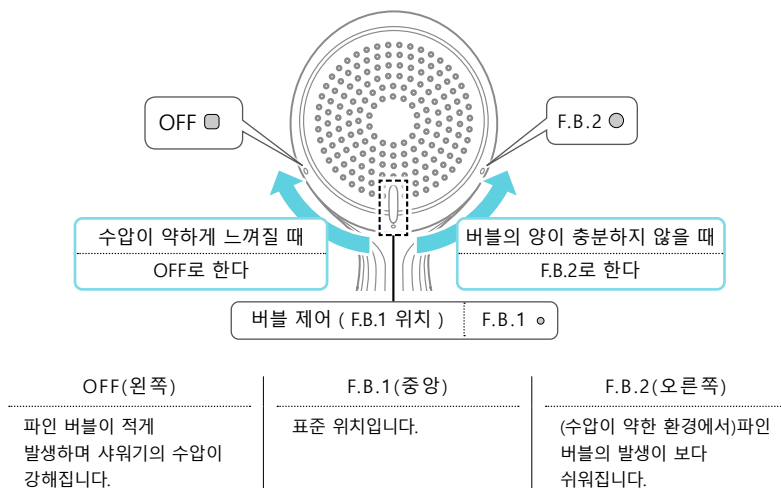 OFF
F.B.2
수압이 약하게 느껴질 때
OFF로 한다
버블의 양이 충분하지 않을 때
F.B.2로 한다
버블 제어 ( F.B.1 위치 )
F.B.1
OFF(왼쪽)
파인 버블이 적게
발생하며 샤워기의 수압이
강해집니다.
F.B.1(중앙)
표준 위치입니다.
F.B.2(오른쪽)
(수압이 약한 환경에서)파인
버블의 발생이 보다
쉬워집니다.